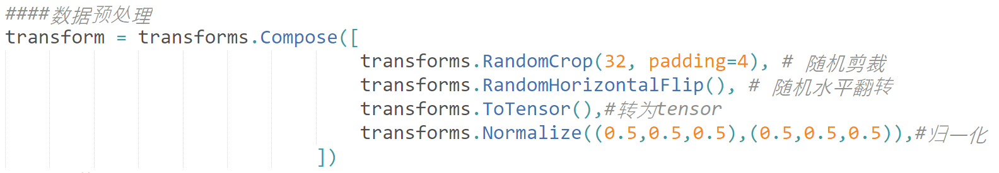 ####数据预处理
transform = transforms.Compose([
transforms.RandomCrop(32, padding=4), # 随机剪裁
transforms.RandomHorizontalFlip(), # 随机水平翻转
transforms.ToTensor(),#转为tensor
transforms.Normalize((0.5,0.5,0.5),(0.5,0.5,0.5)),#归一化
])